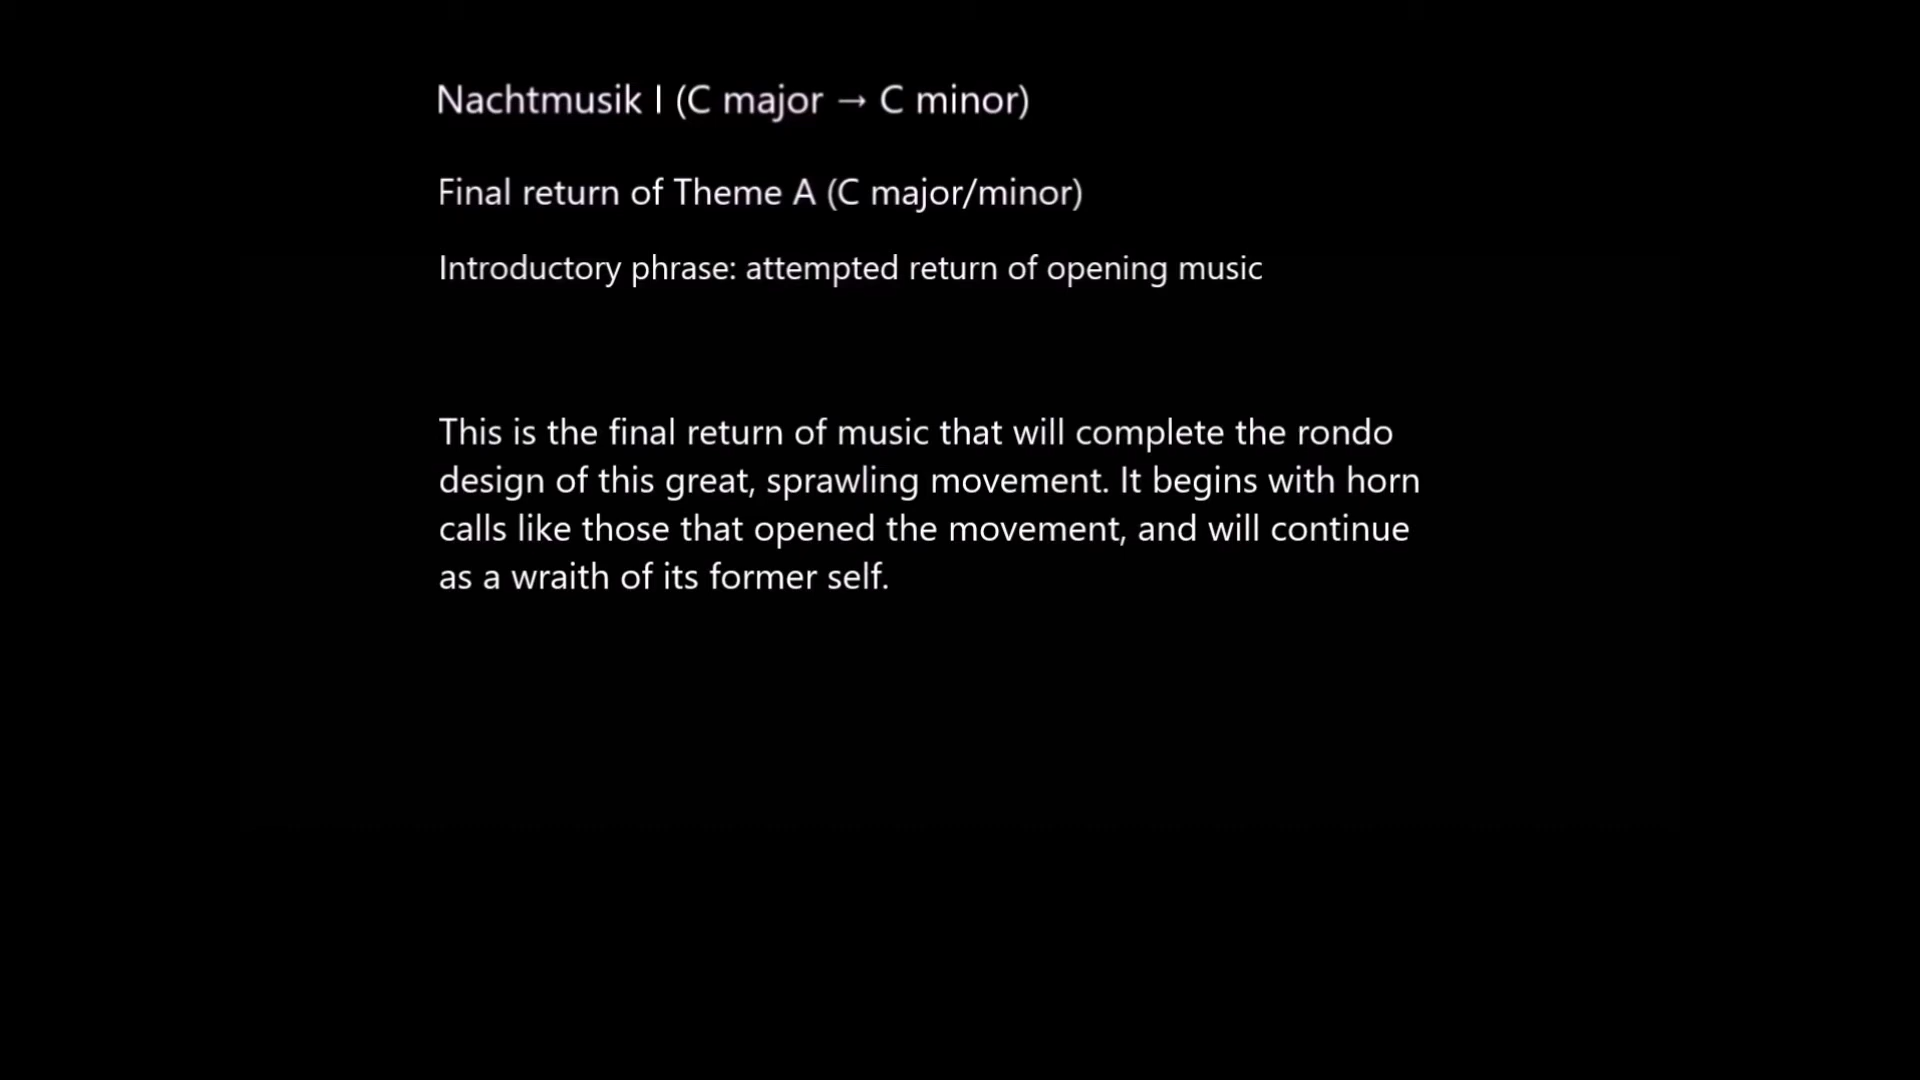 Nachtmusik I (C major → C minor)
Final return of Theme A (C major/minor)
Introductory phrase: attempted return of opening music
This is the final return of music that will complete the rondo
design of this great, sprawling movement. It begins with horn
calls like those that opened the movement, and will continue
as a wraith of its former self.